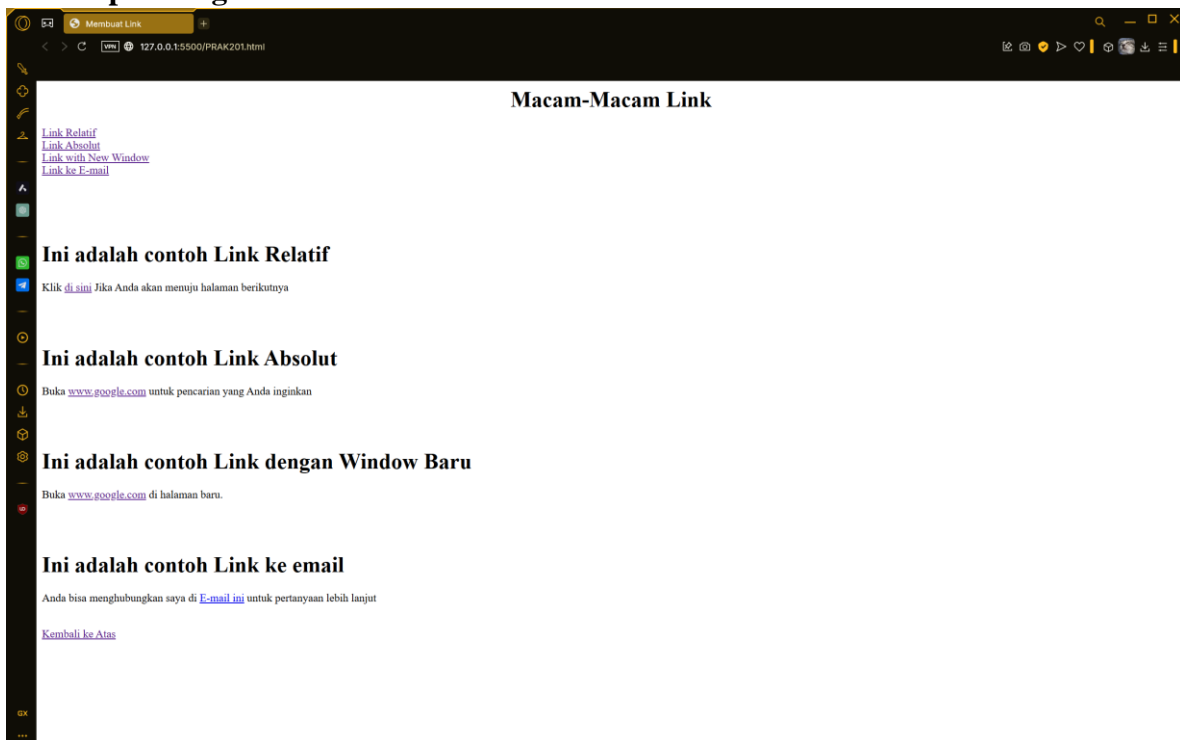 Membuat Link
VPN 127.0.0.1:5500/PRAK201.html
Macam-Macam Link
Link Relatif
Link Absolut
Link with New Window
Link ke E-mail
Ini adalah contoh Link Relatif
Klik di sini Jika Anda akan menuju halaman berikutnya
Ini adalah contoh Link Absolut
Buka www.google.com untuk pencarian yang Anda inginkan
Ini adalah contoh Link dengan Window Baru
Buka www.google.com di halaman baru.
Ini adalah contoh Link ke email
Anda bisa menghubungkan saya di E-mail ini untuk pertanyaan lebih lanjut
Kembali ke Atas
GX